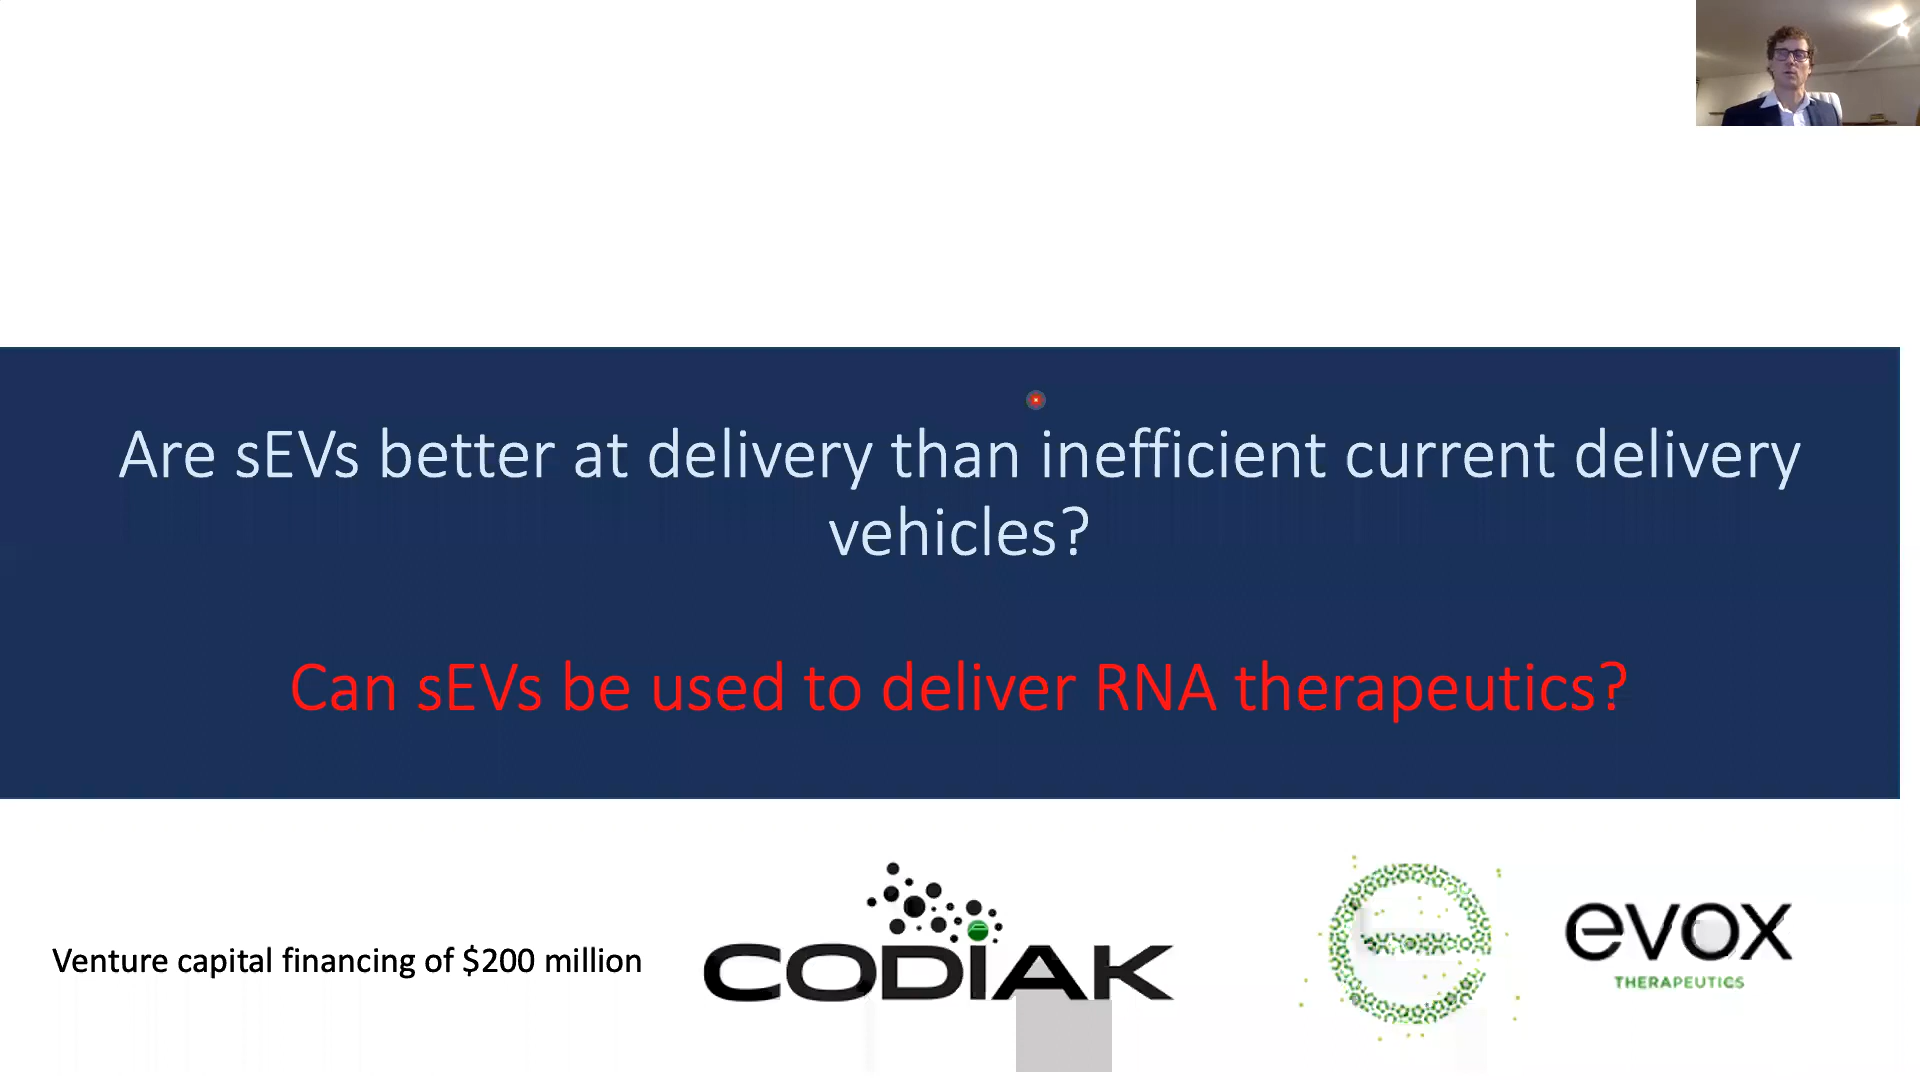 Are sEVs better at delivery than inefficient current delivery
vehicles?
Can sEVs be used to deliver RNA therapeutics?
Venture capital financing of $200 million
CODIAK
evox
THERAPEUTICS